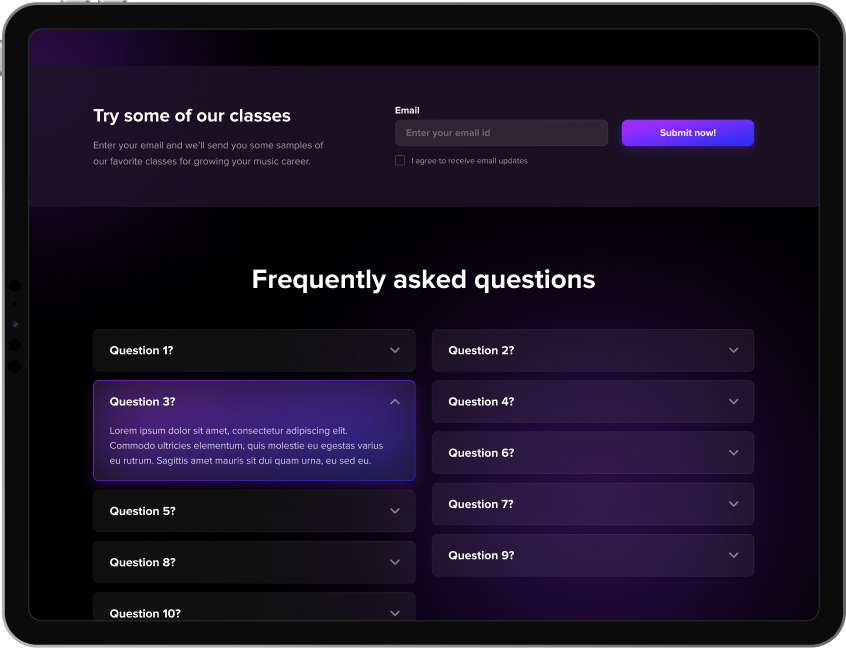 Try some of our classes
Enter your email and we'll send you some samples of
our favorite classes for growing your music career.
Email
Enter your email id
Submit now!
I agree to receive email updates
Frequently asked questions
Question 1?
Question 2?
Question 3?
Lorem ipsum dolor sit amet, consectetur adipiscing elit.
Commodo ultricies elementum, quis molestie eu egestas varius
eu rutrum. Sagittis amet mauris sit dui quam urna, eu sed eu.
Question 4?
Question 6?
Question 5?
Question 7?
Question 8?
Question 9?
Question 10?